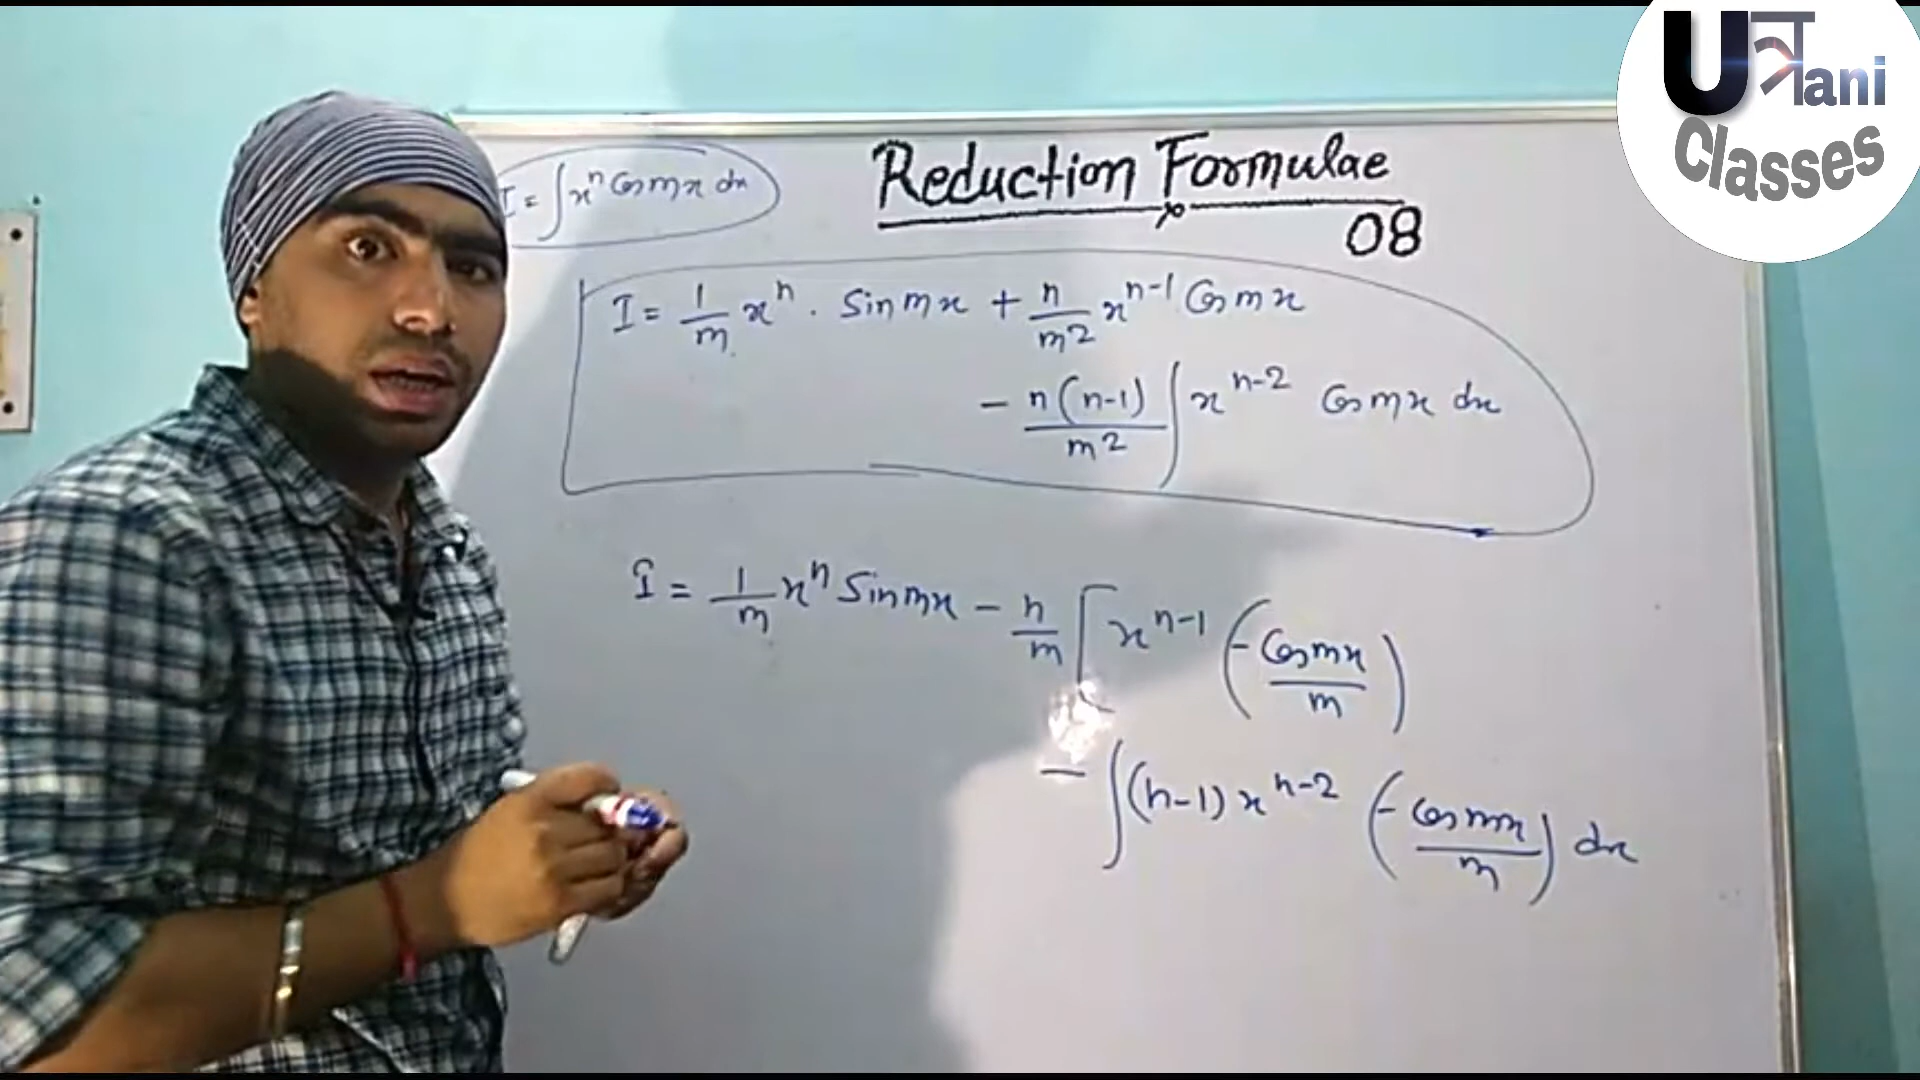 Uत्रani
Classes
Reduction Formulae
08
I = ∫ xⁿ Cos mx dx
I = 1/m xⁿ . Sin mx + n/m² xⁿ⁻¹ Cos mx
− n(n-1)/m² ∫ xⁿ⁻² Cos mx dx
I = 1/m xⁿ Sin mx − n/m [ xⁿ⁻¹ (− Cos mx/m)
− ∫ (n-1) xⁿ⁻² (− Cos mx/m) dx